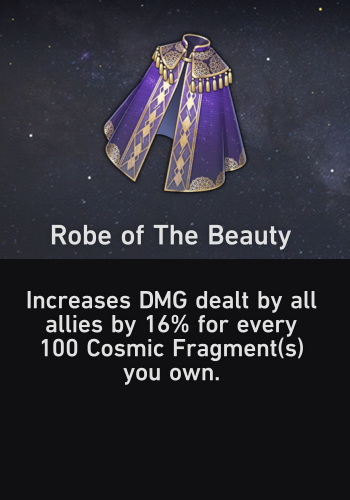 Robe of The Beauty
Increases DMG dealt by all
allies by 16% for every
100 Cosmic Fragment(s)
you own.